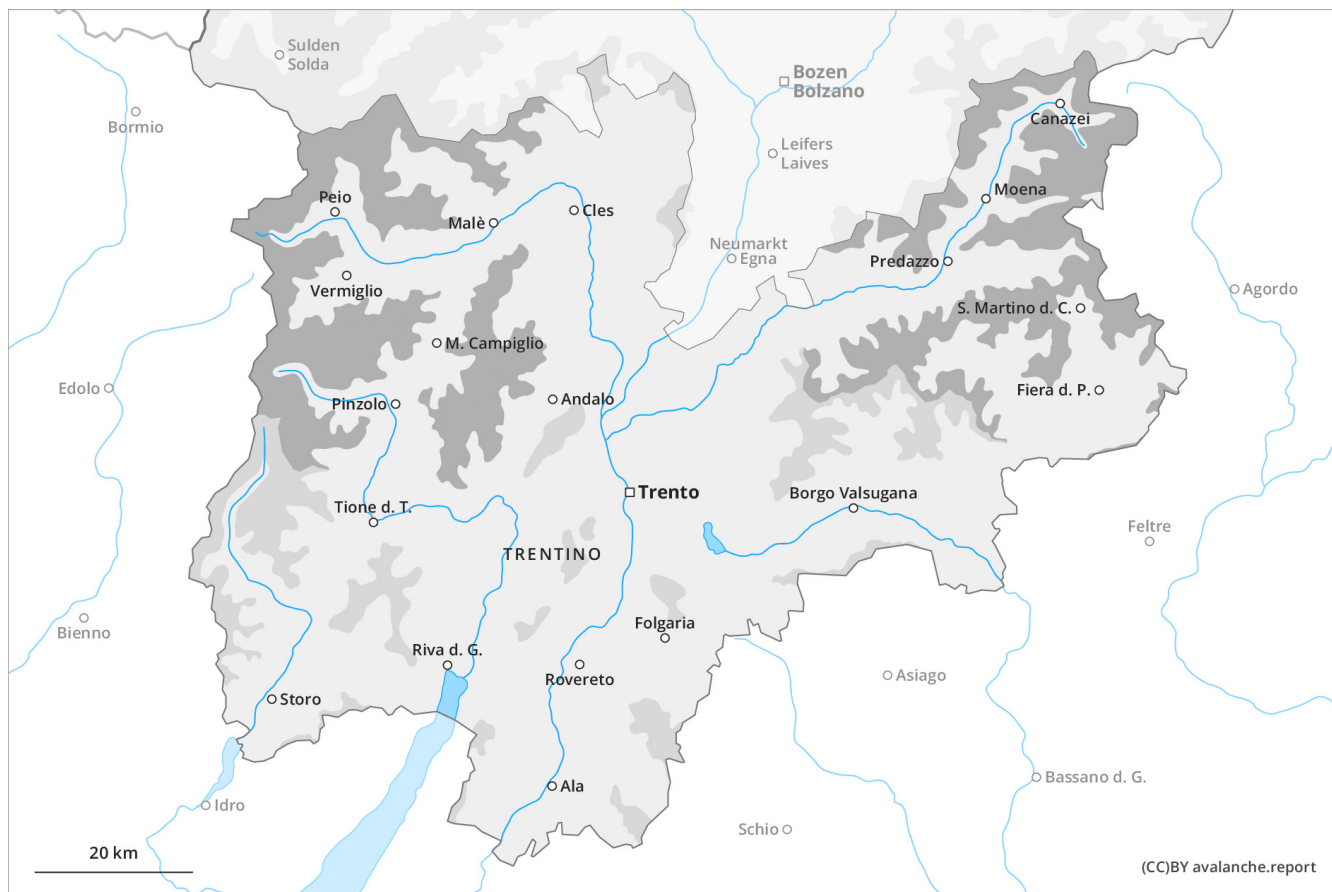 Sulden
Solda
Bozen
Bolzano
Bormio
Canazei
Leifers
Laives
Peio
Moena
Malè
Cles
Neumarkt
Egna
Predazzo
Vermiglio
Agordo
S. Martino d. C.
M. Campiglio
Edolo
Fiera d. P.
Andalo
Pinzolo
Trento
Borgo Valsugana
Tione d. T.
Feltre
TRENTINO
Bienno
Folgaria
Riva d. G.
Asiago
Rovereto
Storo
Bassano d. G.
Ala
Idro
Schio
20 km
(CC)BY avalanche.report